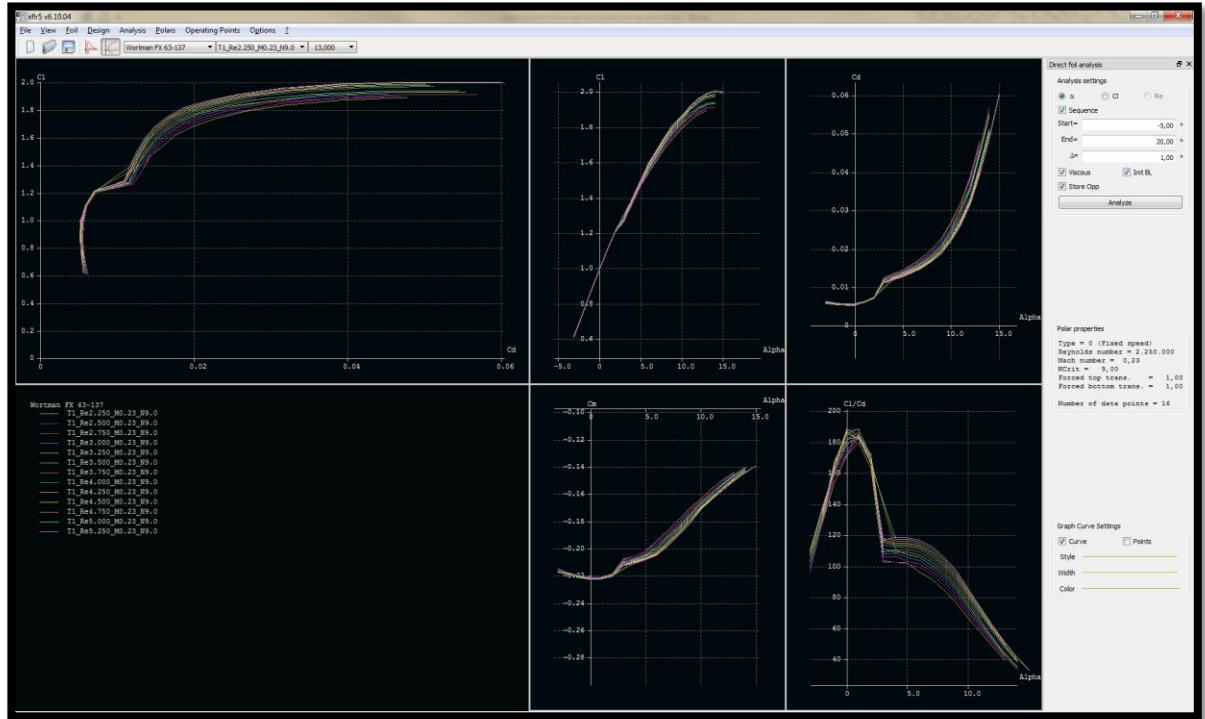 xflr5 v6.10.04
File View Foil Design Analysis Polars Operating Points Options ?
Wortman FX 63-137 T1_Re2.250_M0.23_N9.0 13,000
Cl
2.0
1.8
1.6
1.4
1.2
1.0
0.8
0.6
0.4
0.2
0
0 0.02 0.04 0.06
Cd
Cl
2.0
1.8
1.6
1.4
1.2
1.0
0.8
0.6
-5.0 0 5.0 10.0 15.0
Alpha
Cd
0.06
0.05
0.04
0.03
0.02
0.01
0
0 5.0 10.0 15.0
Alpha
Wortman FX 63-137
T1_Re2.250_M0.23_N9.0
T1_Re2.500_M0.23_N9.0
T1_Re2.750_M0.23_N9.0
T1_Re3.000_M0.23_N9.0
T1_Re3.250_M0.23_N9.0
T1_Re3.500_M0.23_N9.0
T1_Re3.750_M0.23_N9.0
T1_Re4.000_M0.23_N9.0
T1_Re4.250_M0.23_N9.0
T1_Re4.500_M0.23_N9.0
T1_Re4.750_M0.23_N9.0
T1_Re5.000_M0.23_N9.0
T1_Re5.250_M0.23_N9.0
Cm
Alpha
5.0 10.0 15.0
-0.10
-0.12
-0.14
-0.16
-0.18
-0.20
-0.22
-0.24
-0.26
-0.28
Cl/Cd
200
180
160
140
120
100
80
60
40
0 5.0 10.0
Alpha
Direct foil analysis
Analysis settings
α Cl Re
Sequence
Start= -5,00 °
End= 20,00 °
Δ= 1,00 °
Viscous Init BL
Store Opp
Analyze
Polar properties
Type = 0 (Fixed speed)
Reynolds number = 2.250.000
Mach number = 0,23
NCrit = 9,00
Forced top trans. = 1,00
Forced bottom trans. = 1,00
Number of data points = 16
Graph Curve Settings
Curve Points
Style
Width
Color